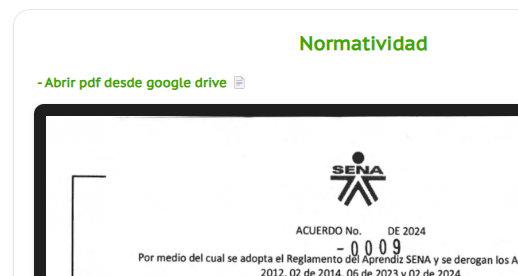 Normatividad
- Abrir pdf desde google drive
SENA
ACUERDO No. DE 2024
- 0009
Por medio del cual se adopta el Reglamento del Aprendiz SENA y se derogan los A
2012, 02 de 2014, 06 de 2023 y 02 de 2024